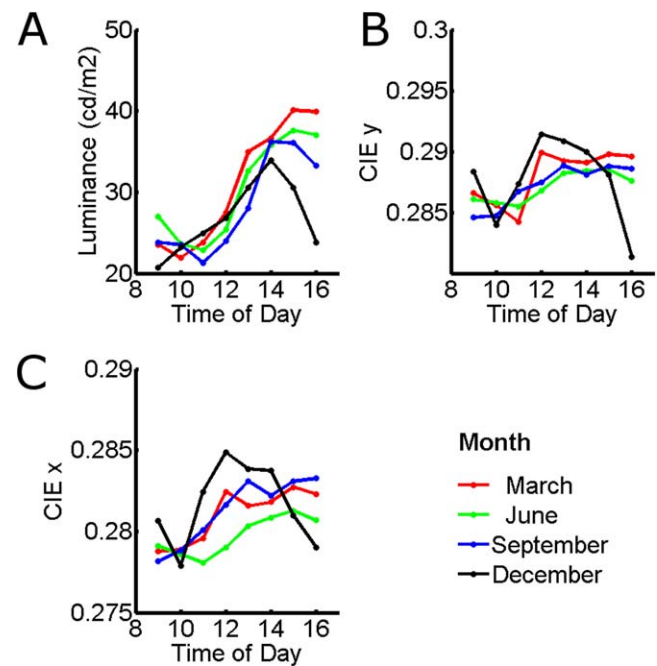 A
50
40
30
20
Luminance (cd/m2)
8 10 12 14 16
Time of Day
B
0.3
0.295
0.29
0.285
CIE y
8 10 12 14 16
Time of Day
C
0.29
0.285
0.28
0.275
CIE x
8 10 12 14 16
Time of Day
Month
March
June
September
December